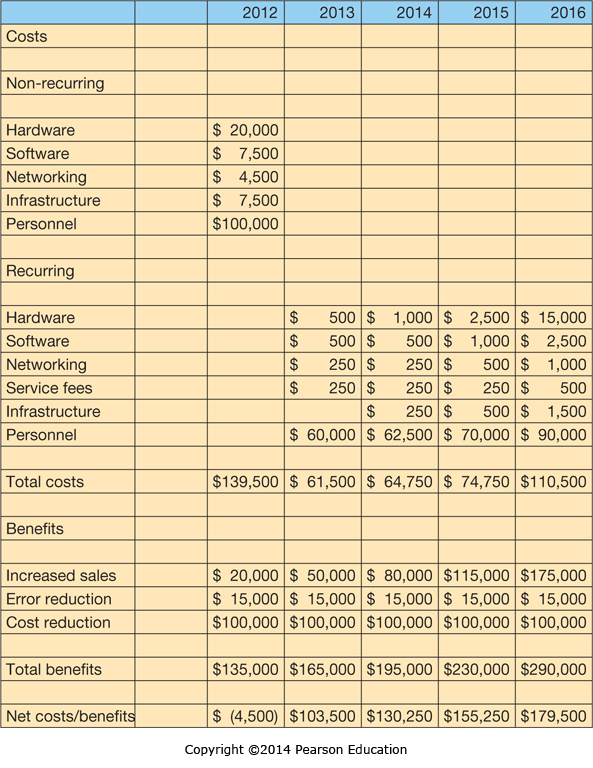 2012 2013 2014 2015 2016
Costs
Non-recurring
Hardware $ 20,000
Software $ 7,500
Networking $ 4,500
Infrastructure $ 7,500
Personnel $100,000
Recurring
Hardware $ 500 $ 1,000 $ 2,500 $ 15,000
Software $ 500 $ 500 $ 1,000 $ 2,500
Networking $ 250 $ 250 $ 500 $ 1,000
Service fees $ 250 $ 250 $ 250 $ 500
Infrastructure $ 250 $ 500 $ 1,500
Personnel $ 60,000 $ 62,500 $ 70,000 $ 90,000
Total costs $139,500 $ 61,500 $ 64,750 $ 74,750 $110,500
Benefits
Increased sales $ 20,000 $ 50,000 $ 80,000 $115,000 $175,000
Error reduction $ 15,000 $ 15,000 $ 15,000 $ 15,000 $ 15,000
Cost reduction $100,000 $100,000 $100,000 $100,000 $100,000
Total benefits $135,000 $165,000 $195,000 $230,000 $290,000
Net costs/benefits $ (4,500) $103,500 $130,250 $155,250 $179,500
Copyright ©2014 Pearson Education